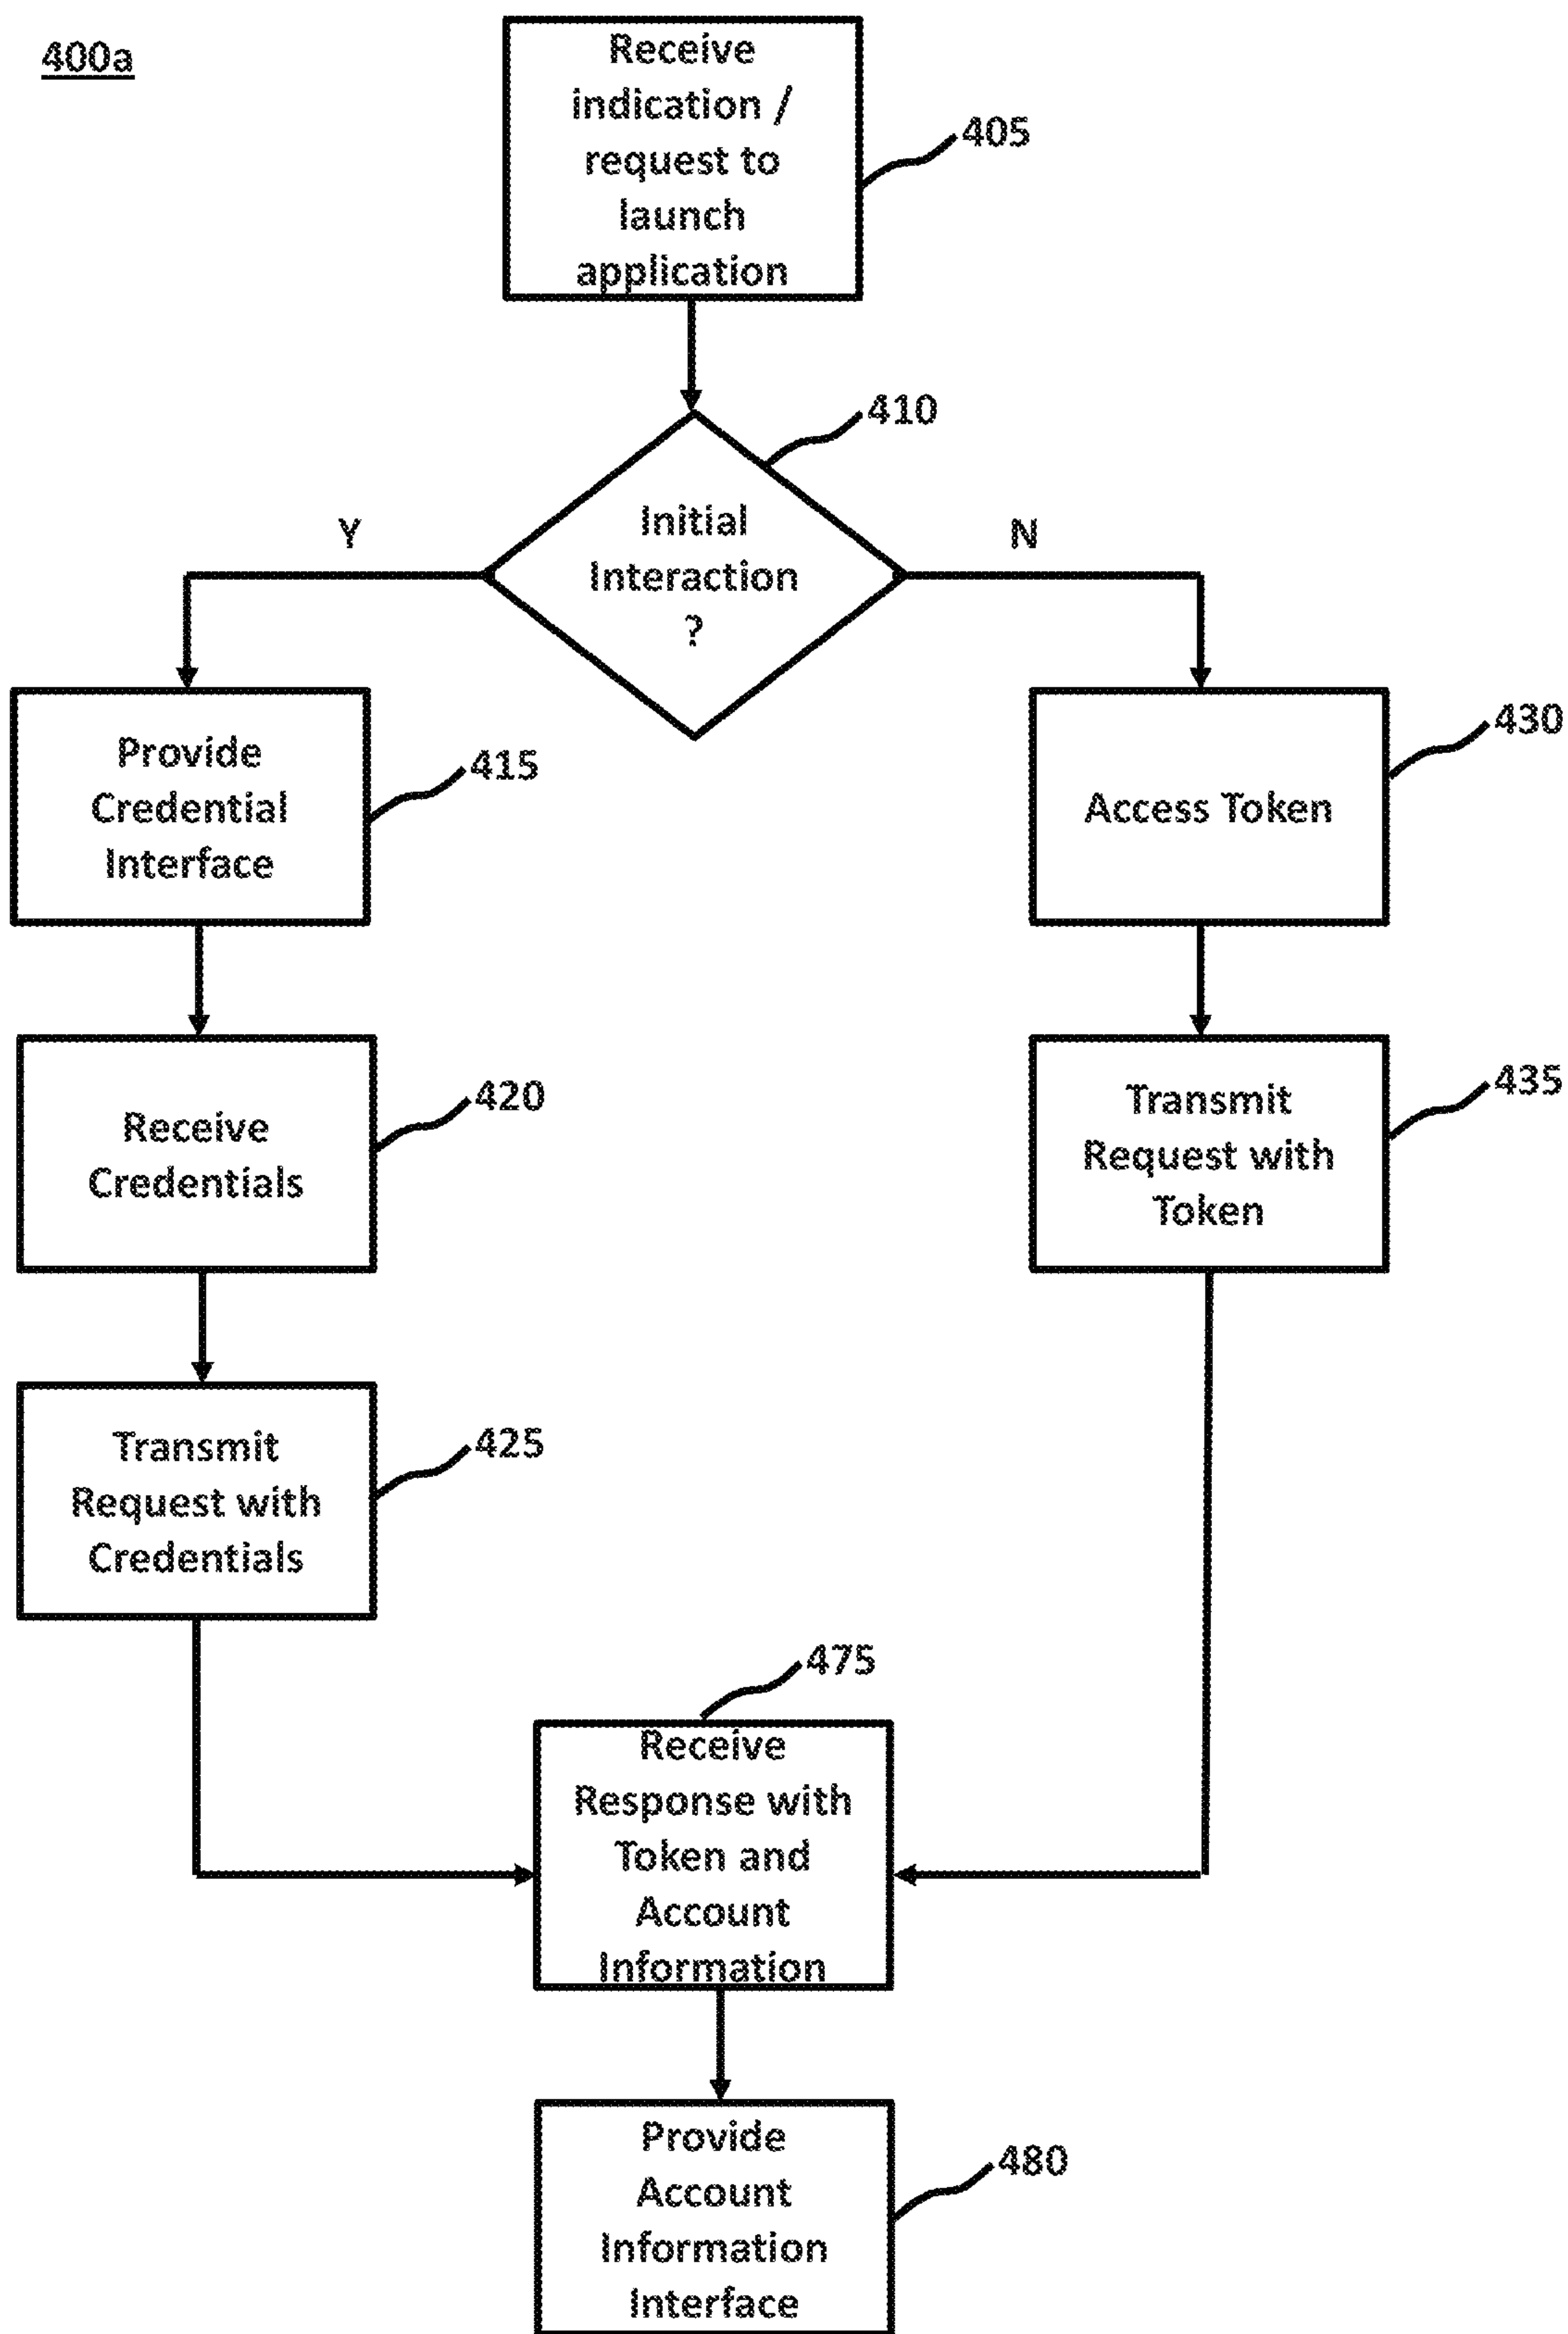 400a
Receive
indication /
request to
launch
application
405
410
Initial
Interaction
?
Y
N
Provide
Credential
Interface
415
Access Token
430
Receive
Credentials
420
Transmit
Request with
Token
435
Transmit
Request with
Credentials
425
475
Receive
Response with
Token and
Account
Information
Provide
Account
Information
Interface
480